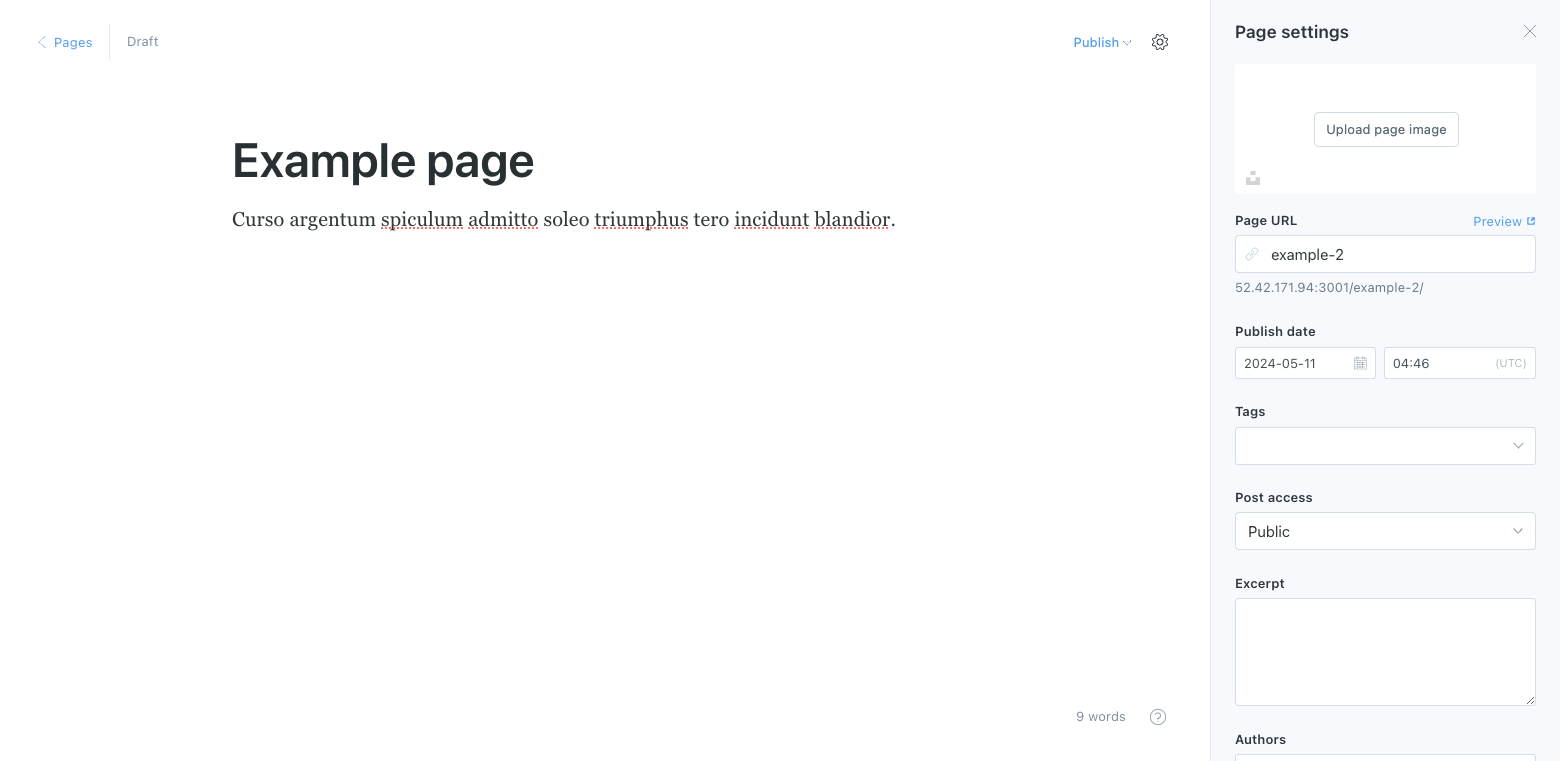 Pages
Draft
Publish
Example page
Curso argentum spiculum admitto soleo triumphus tero incidunt blandior.
9 words
?
Page settings
Upload page image
Page URL
Preview
example-2
52.42.171.94:3001/example-2/
Publish date
2024-05-11
04:46
(UTC)
Tags
Post access
Public
Excerpt
Authors